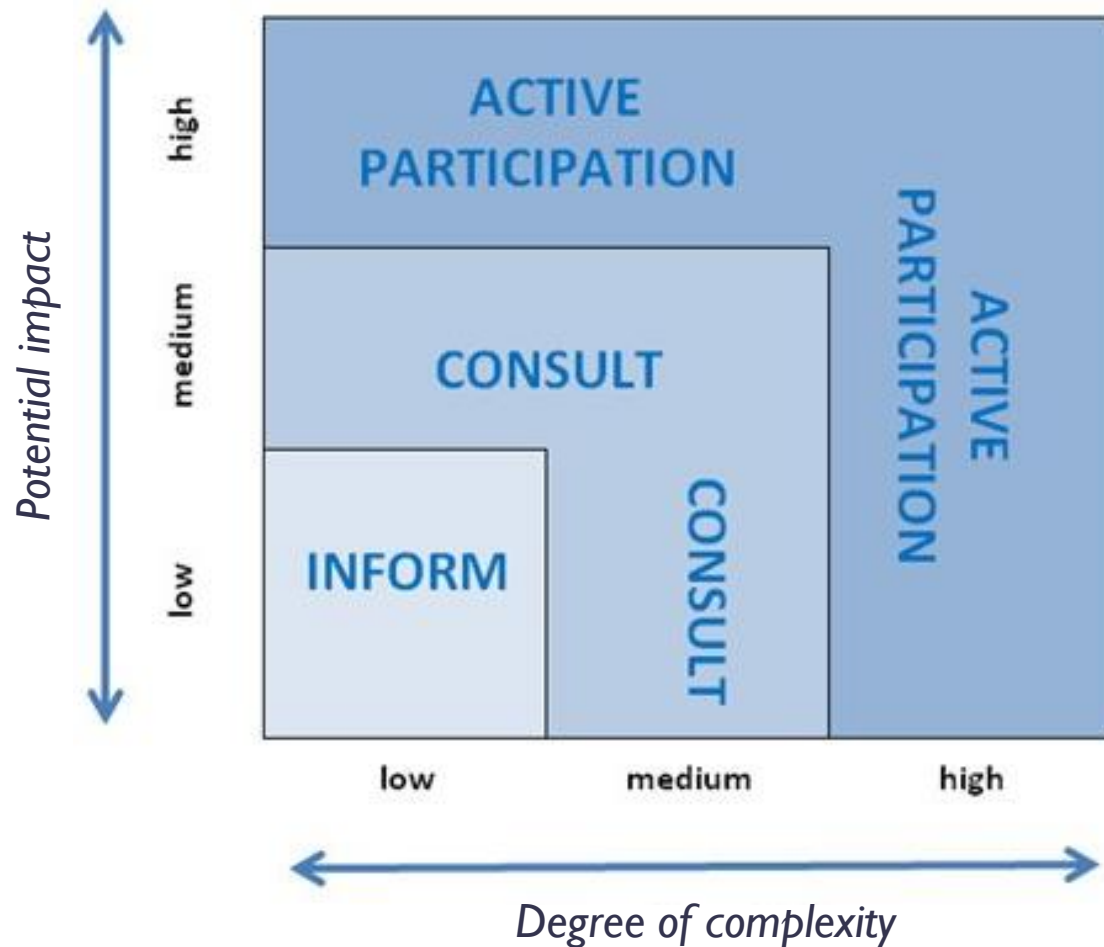 ACTIVE
PARTICIPATION
ACTIVE
PARTICIPATION
CONSULT
CONSULT
INFORM
Potential impact
high
medium
low
low medium high
Degree of complexity